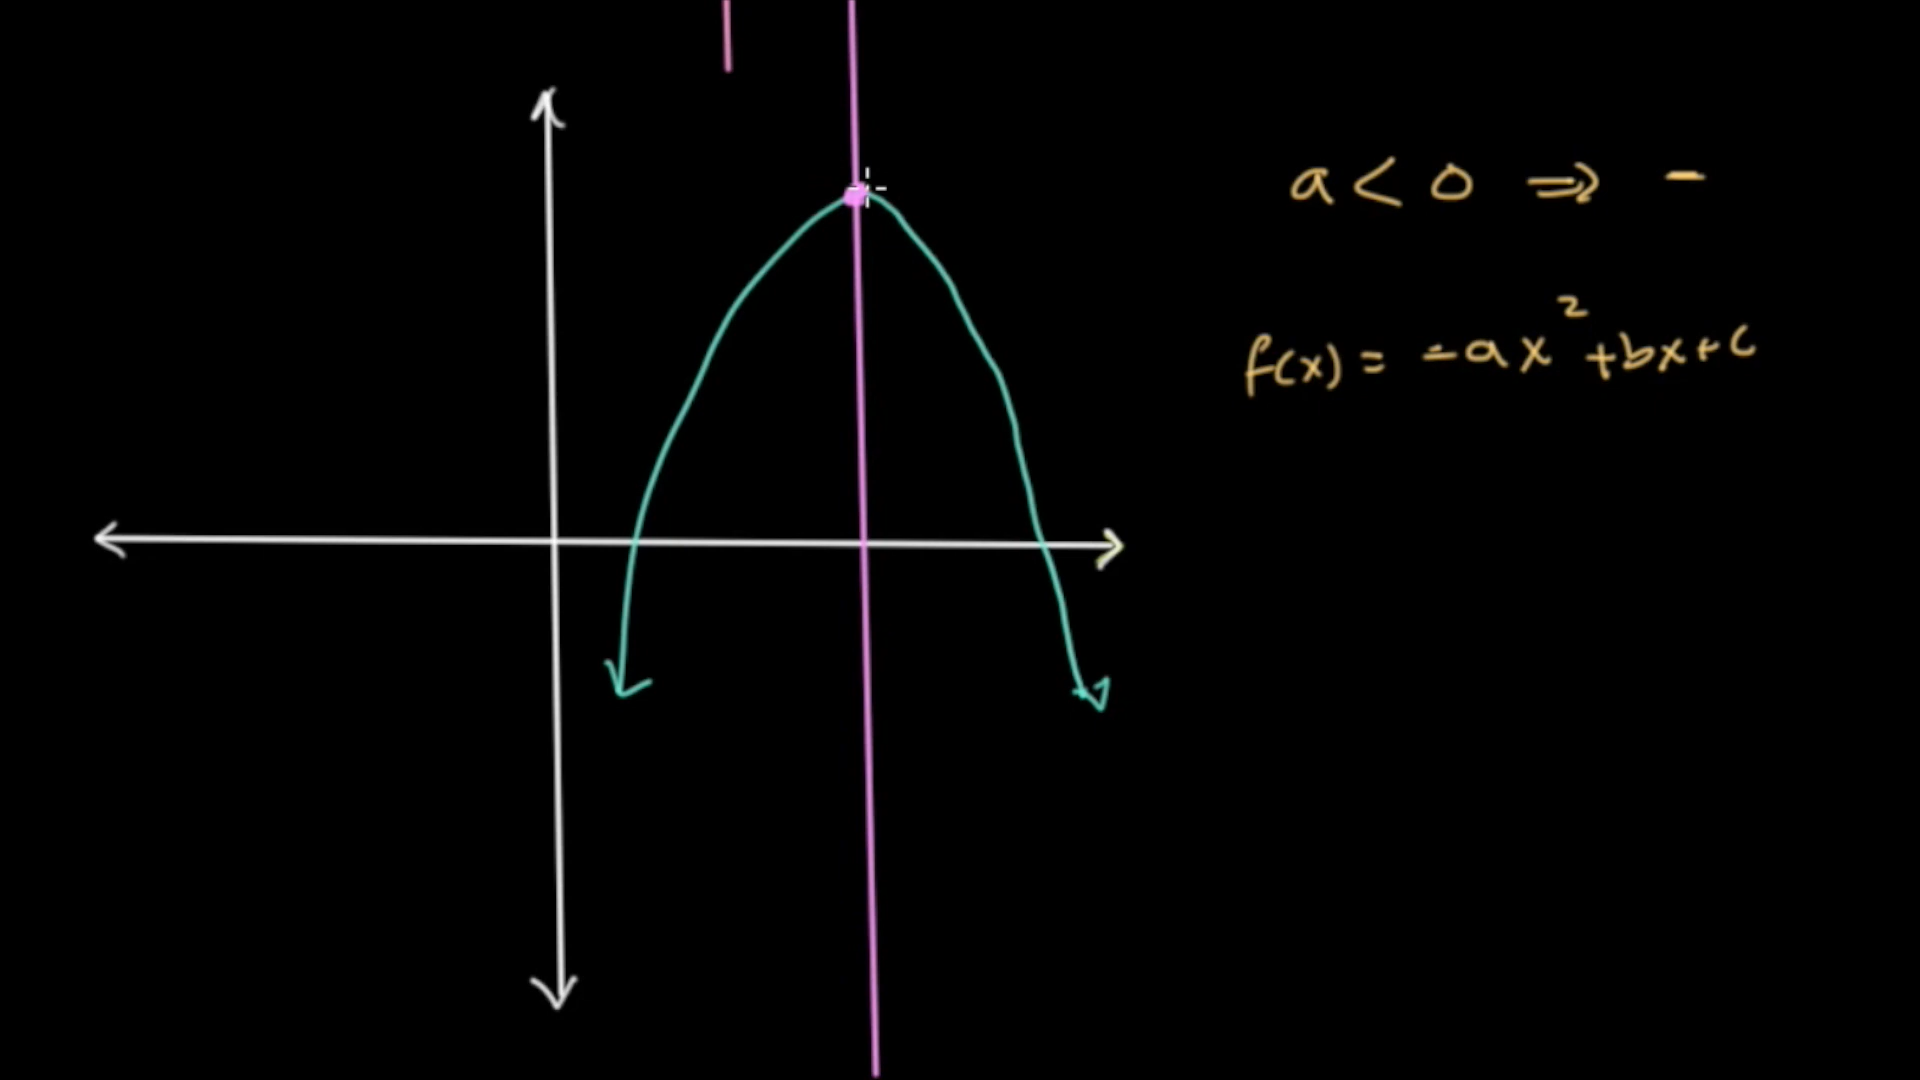 a < 0 ⇒ -
f(x) = -ax² + bx + c